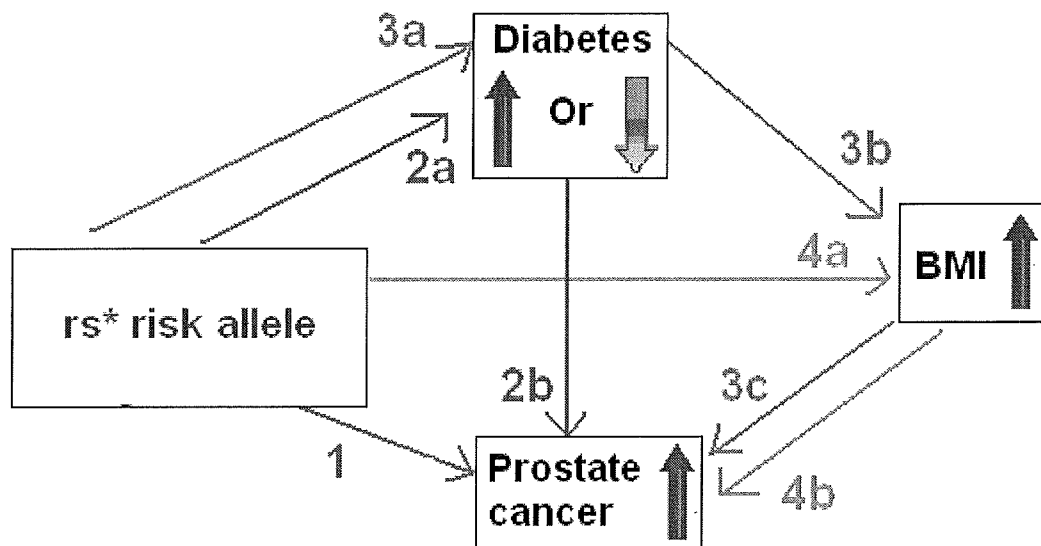 3a
Diabetes
Or
2a
3b
4a
BMI
rs* risk allele
2b
3c
1
Prostate
cancer
4b